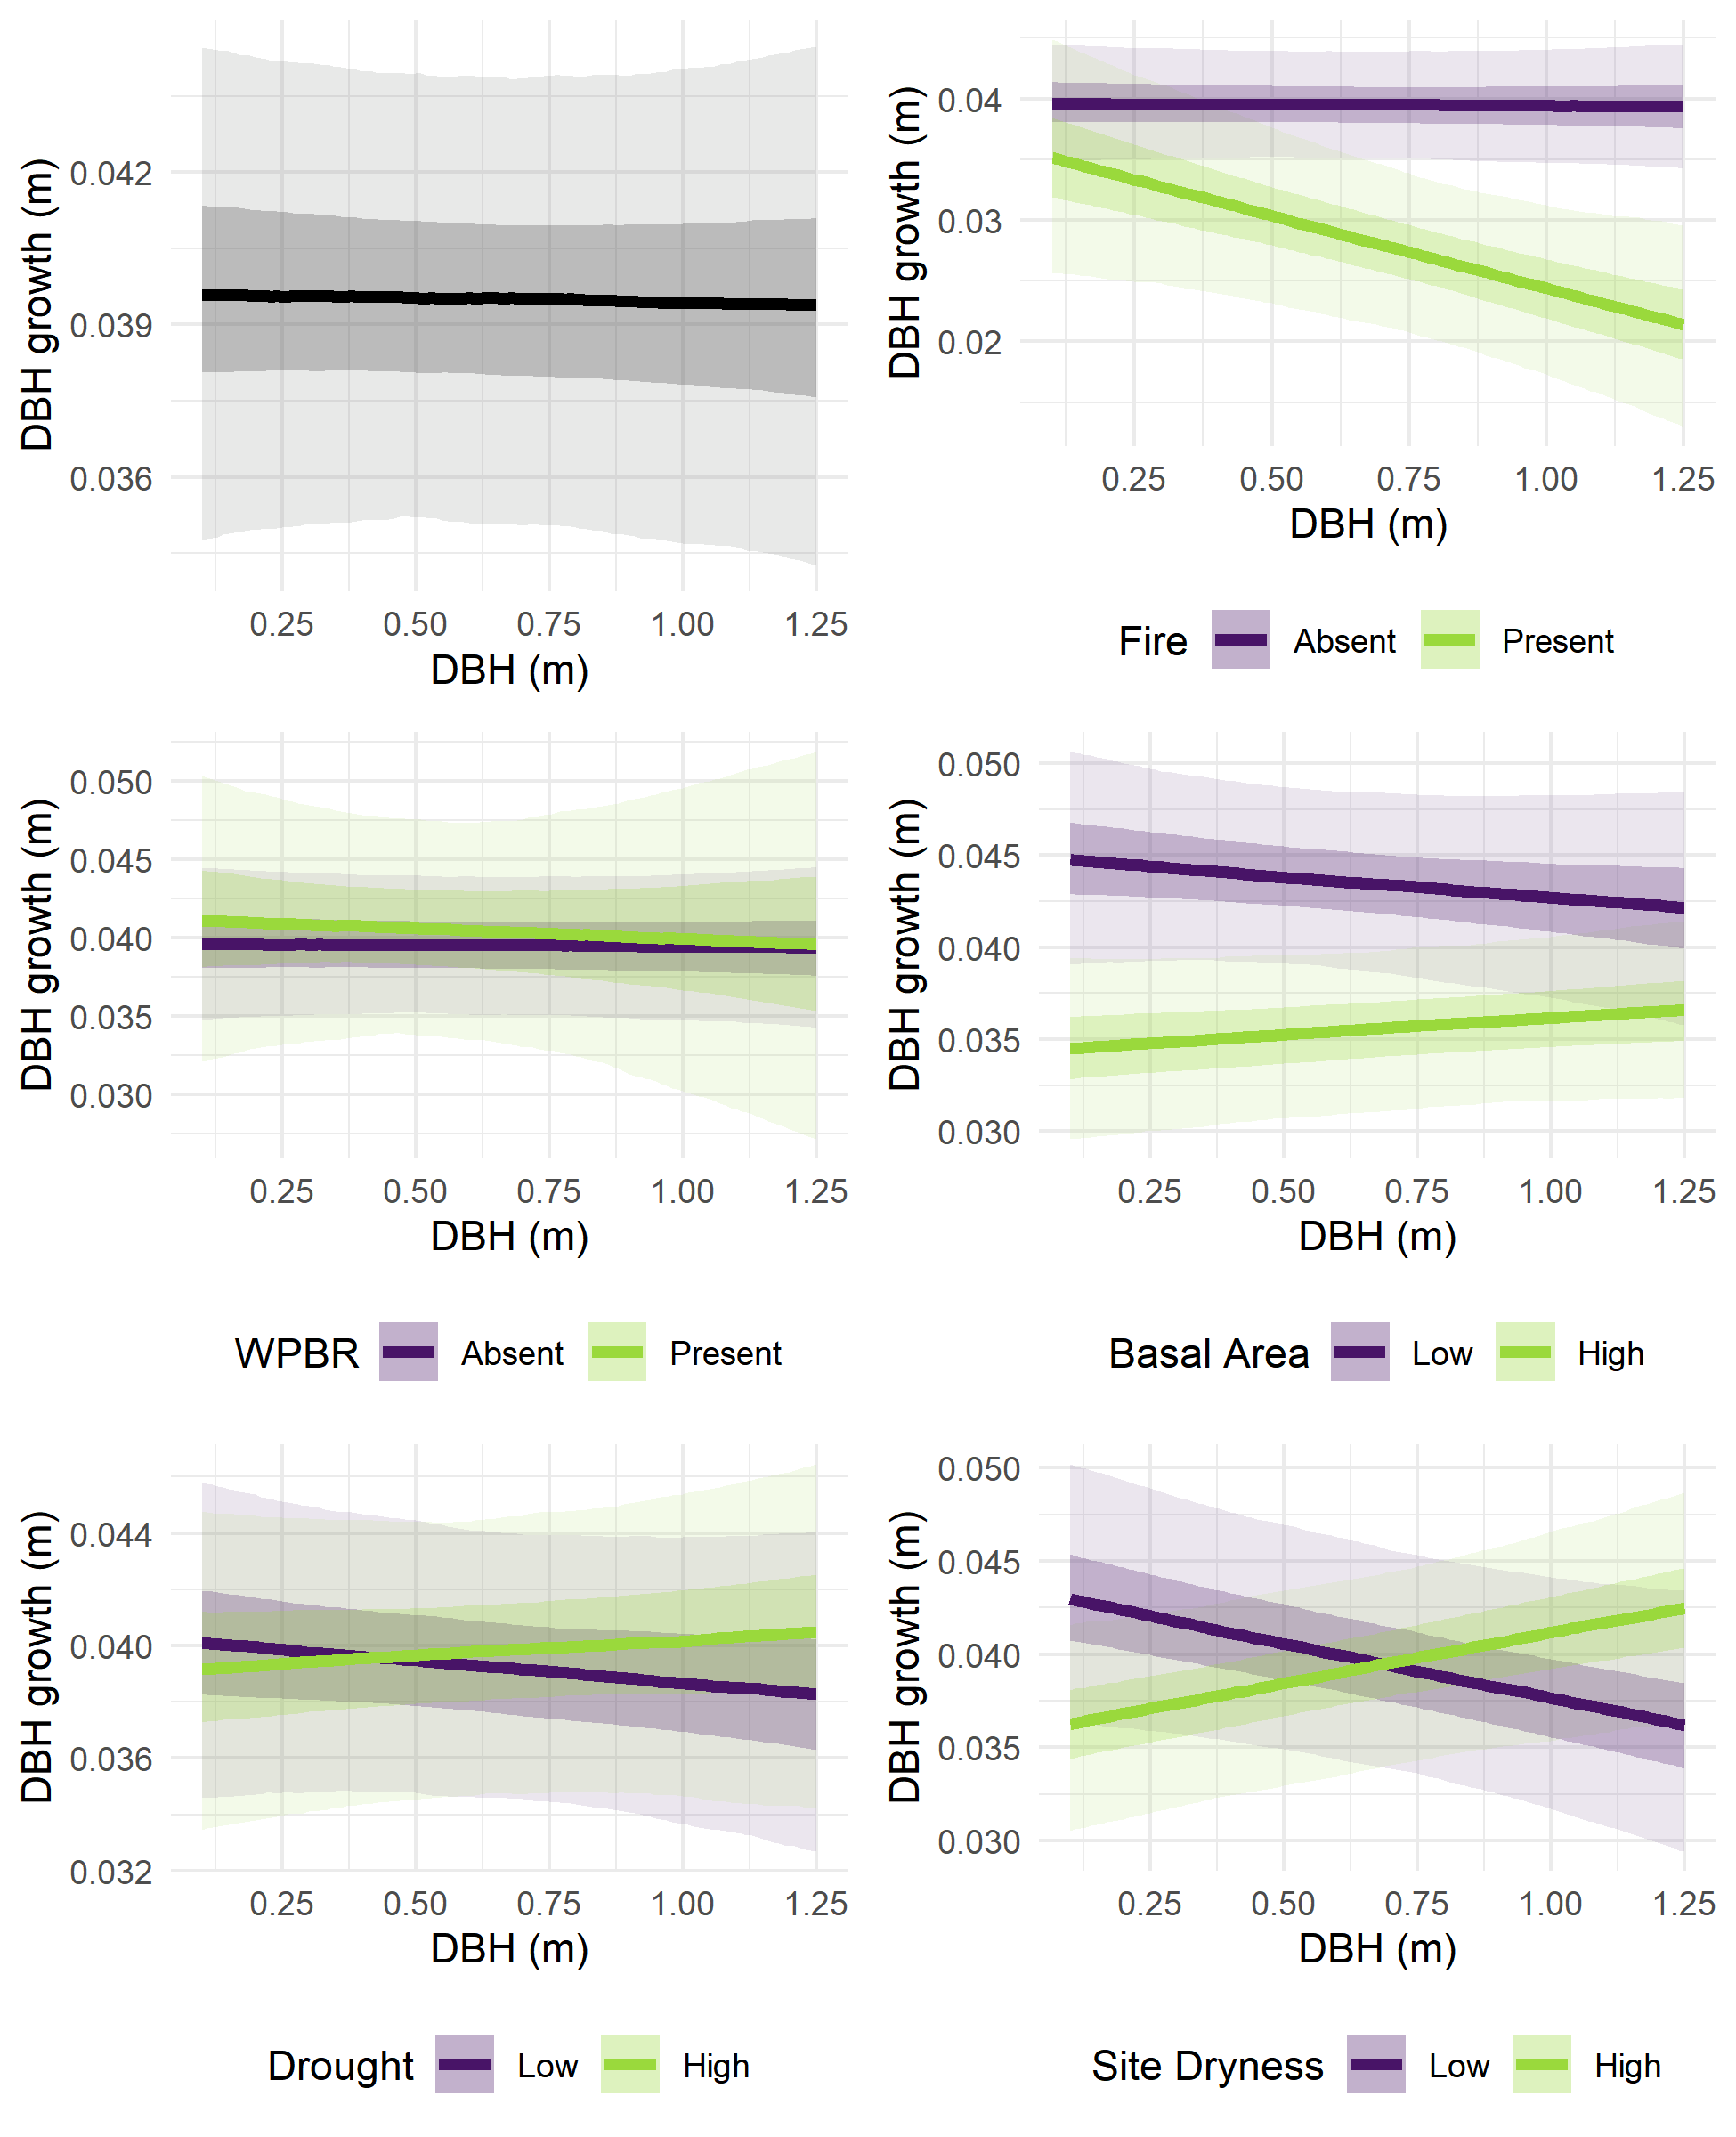 DBH growth (m)
0.042
0.039
0.036
0.25 0.50 0.75 1.00 1.25
DBH (m)
DBH growth (m)
0.04
0.03
0.02
0.25 0.50 0.75 1.00 1.25
DBH (m)
Fire Absent Present
DBH growth (m)
0.050
0.045
0.040
0.035
0.030
0.25 0.50 0.75 1.00 1.25
DBH (m)
WPBR Absent Present
DBH growth (m)
0.050
0.045
0.040
0.035
0.030
0.25 0.50 0.75 1.00 1.25
DBH (m)
Basal Area Low High
DBH growth (m)
0.044
0.040
0.036
0.032
0.25 0.50 0.75 1.00 1.25
DBH (m)
Drought Low High
DBH growth (m)
0.050
0.045
0.040
0.035
0.030
0.25 0.50 0.75 1.00 1.25
DBH (m)
Site Dryness Low High